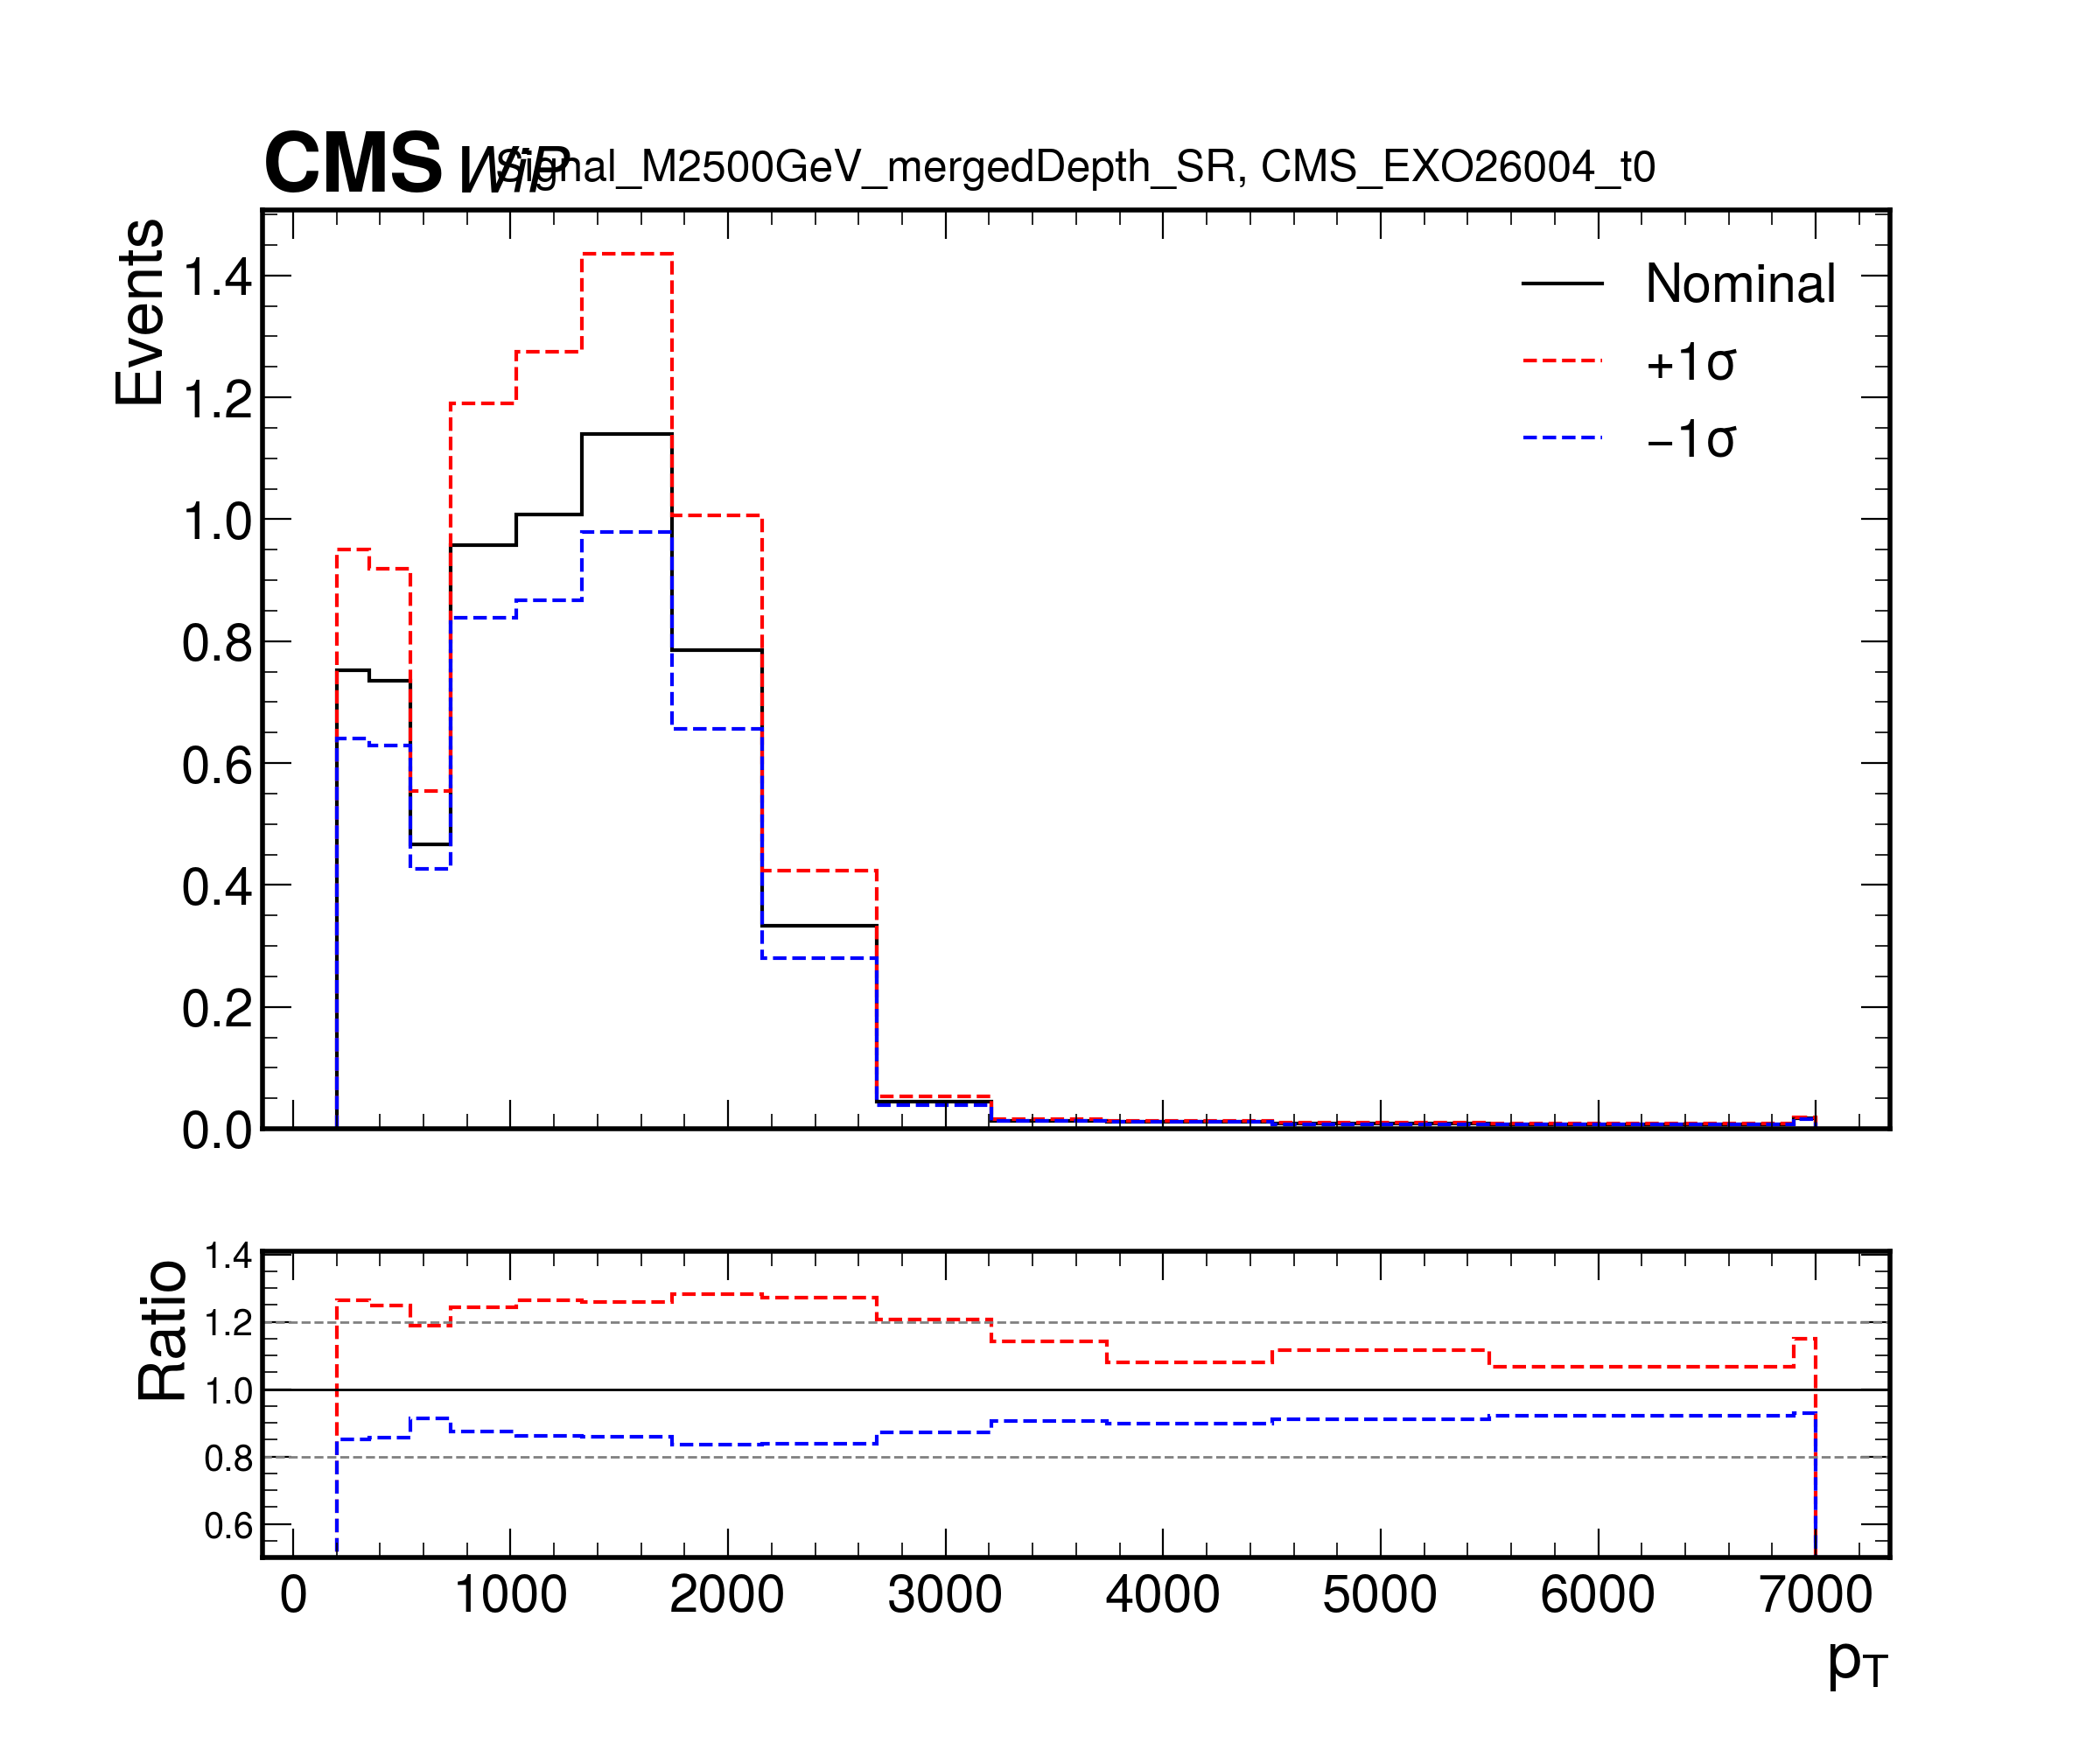 CMS WiP Signal_M2500GeV_mergedDepth_SR, CMS_EXO26004_t0
Events
1.4
1.2
1.0
0.8
0.6
0.4
0.2
0.0
Nominal
+1σ
−1σ
Ratio
1.4
1.2
1.0
0.8
0.6
0 1000 2000 3000 4000 5000 6000 7000
pT